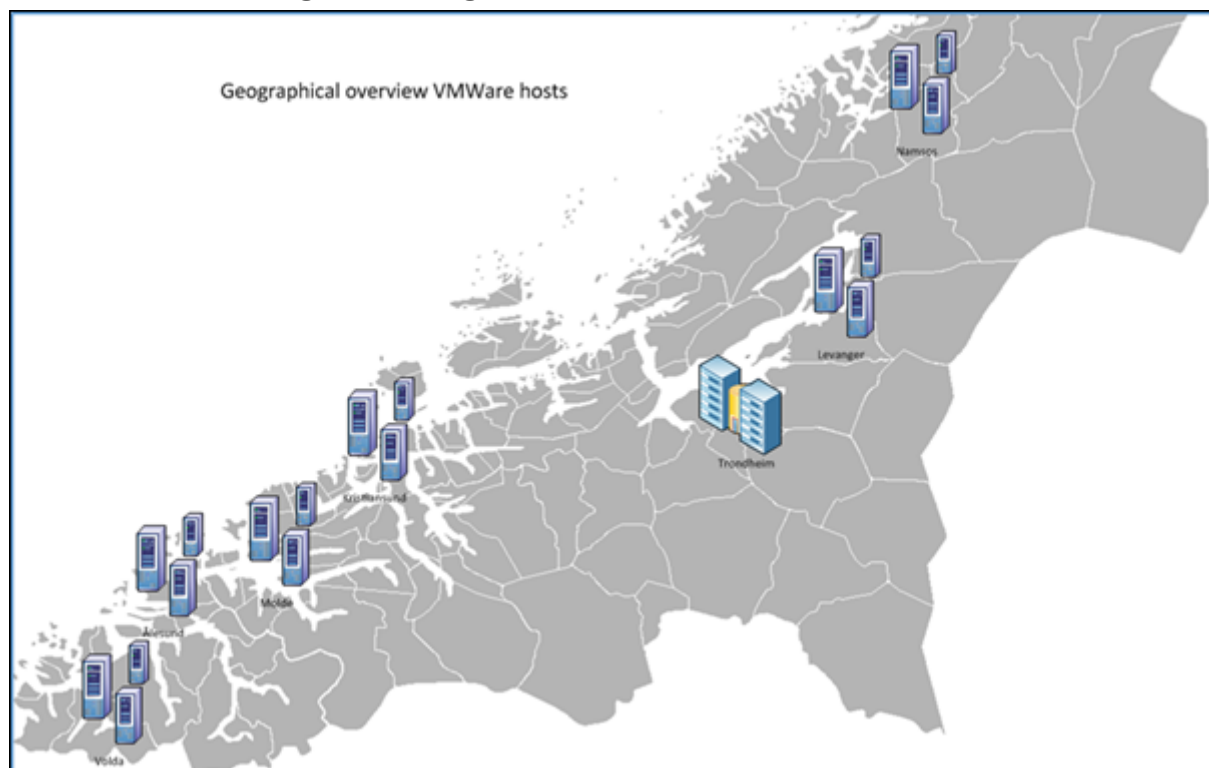 Geographical overview VMWare hosts
Namsos
Levanger
Trondheim
Kristiansund
Molde
Ålesund
Volda